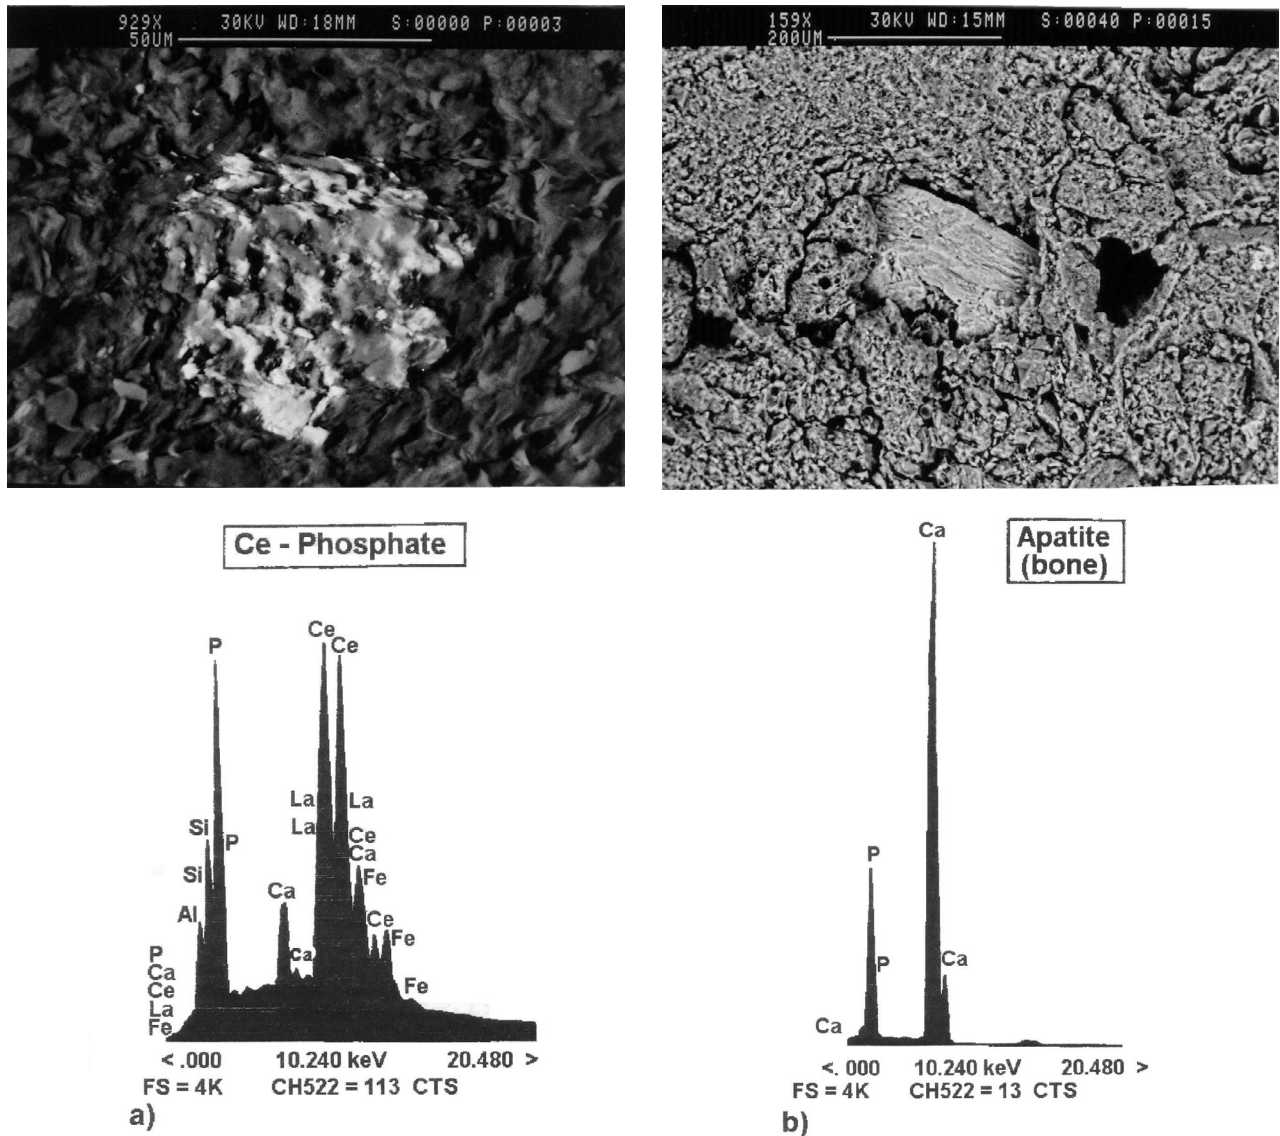 929X 30KV WD:18MM S:00000 P:00003
50UM
159X 30KV WD:15MM S:00040 P:00015
200UM
Ce - Phosphate
P
Ce
Ce
La
La
La
Si
P
Ce
Ca
Si
Fe
Ca
Al
Ce
Fe
Ca
P
Ca
Ce
La
Fe
Fe
< .000 10.240 keV 20.480 >
FS = 4K CH522 = 113 CTS
a)
Ca
Apatite
(bone)
P
P
Ca
Ca
<. 000 10.240 keV 20.480 >
FS = 4K CH522 = 13 CTS
b)